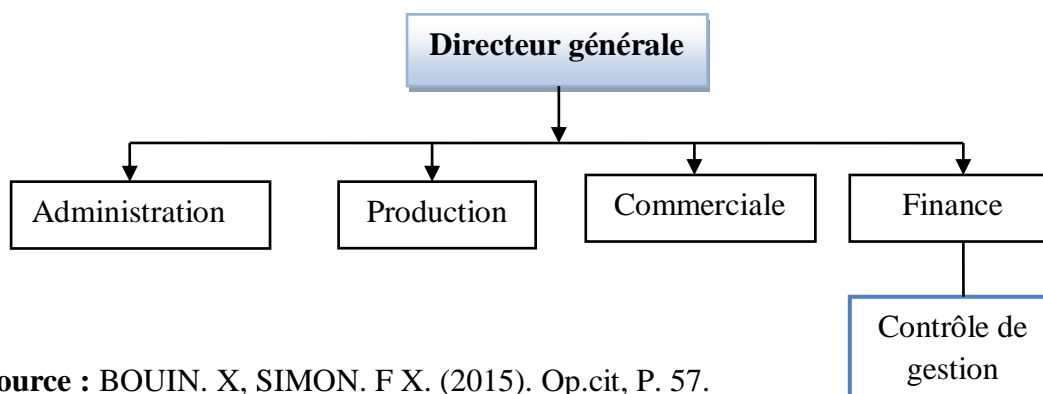 Directeur générale
Administration
Production
Commerciale
Finance
Contrôle de
gestion
ource : BOUIN. X, SIMON. F X. (2015). Op.cit, P. 57.